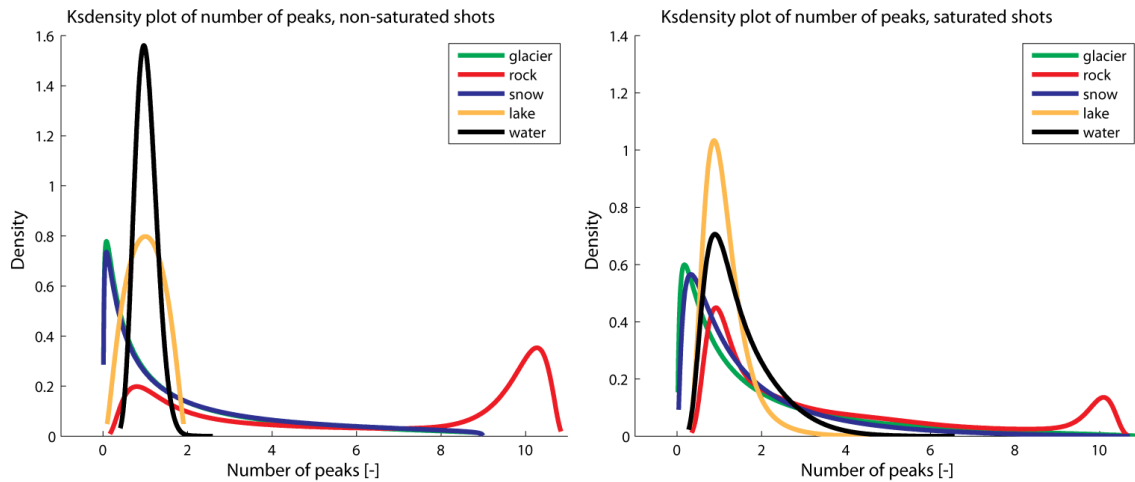 Ksdensity plot of number of peaks, non-saturated shots
1.6
1.4
1.2
1
0.8
0.6
0.4
0.2
0
Density
0 2 4 6 8 10
Number of peaks [-]
glacier
rock
snow
lake
water
Ksdensity plot of number of peaks, saturated shots
1.4
1.2
1
0.8
0.6
0.4
0.2
0
Density
0 2 4 6 8 10
Number of peaks [-]
glacier
rock
snow
lake
water